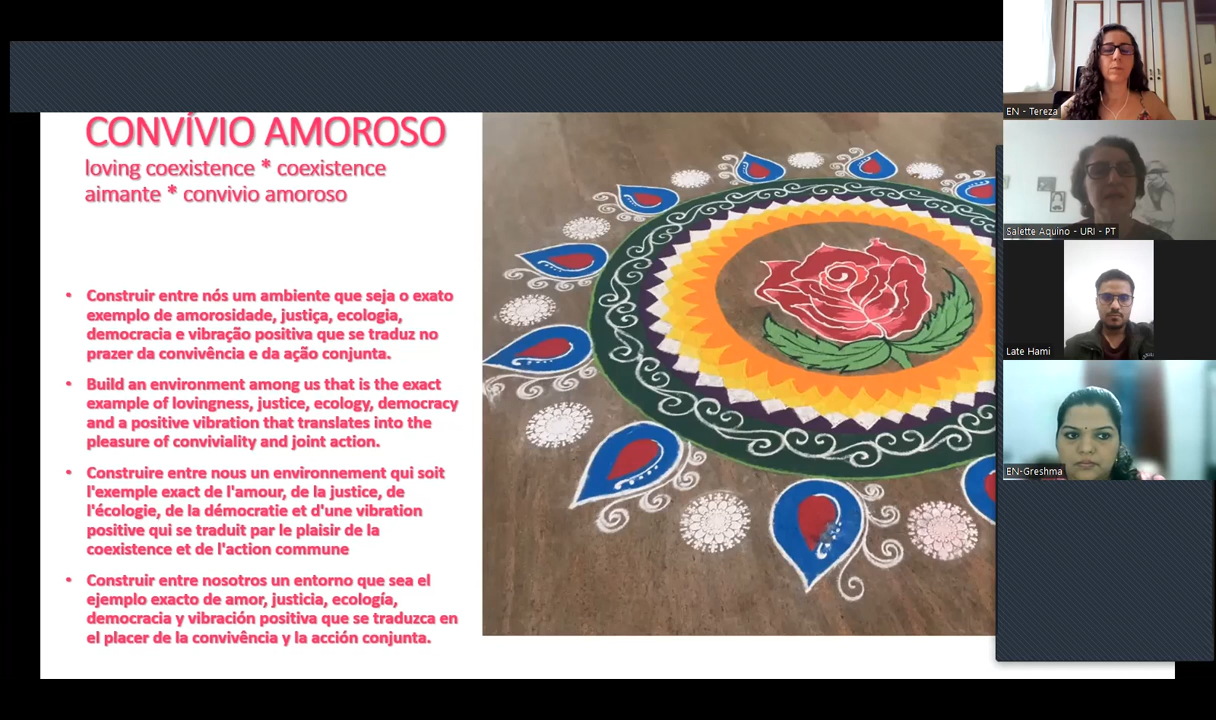 CONVÍVIO AMOROSO
loving coexistence * coexistence
aimante * convivio amoroso
• Construir entre nós um ambiente que seja o exato
exemplo de amorosidade, justiça, ecologia,
democracia e vibração positiva que se traduz no
prazer da convivência e da ação conjunta.
• Build an environment among us that is the exact
example of lovingness, justice, ecology, democracy
and a positive vibration that translates into the
pleasure of conviviality and joint action.
• Construire entre nous un environnement qui soit
l'exemple exact de l'amour, de la justice, de
l'écologie, de la démocratie et d'une vibration
positive qui se traduit par le plaisir de la
coexistence et de l'action commune
• Construir entre nosotros un entorno que sea el
ejemplo exacto de amor, justicia, ecología,
democracia y vibración positiva que se traduzca en
el placer de la convivência y la acción conjunta.
EN - Tereza
Salette Aquino - URI - PT
Late Hami
EN-Greshma